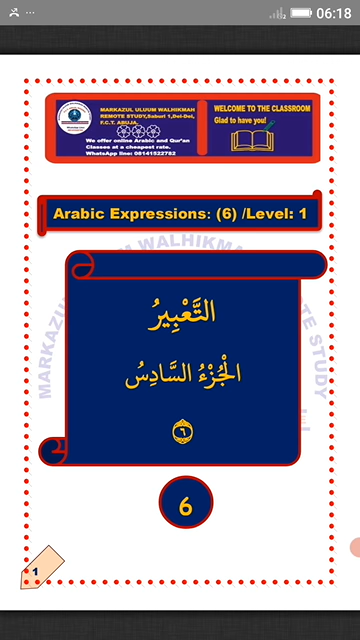 06:18
MARKAZUL ULUUM WALHIKMAH
REMOTE STUDY,Saburi 1,Dei-Dei,
F.C.T. ABUJA.
We offer online Arabic and Qur'an
Classes at a cheapest rate.
WhatsApp line: 08141522782
WELCOME TO THE CLASSROOM
Glad to have you!
Arabic Expressions: (6) /Level: 1
التَّعْبِيرُ
الْجُزْءُ السَّادِسُ
٦
6
1